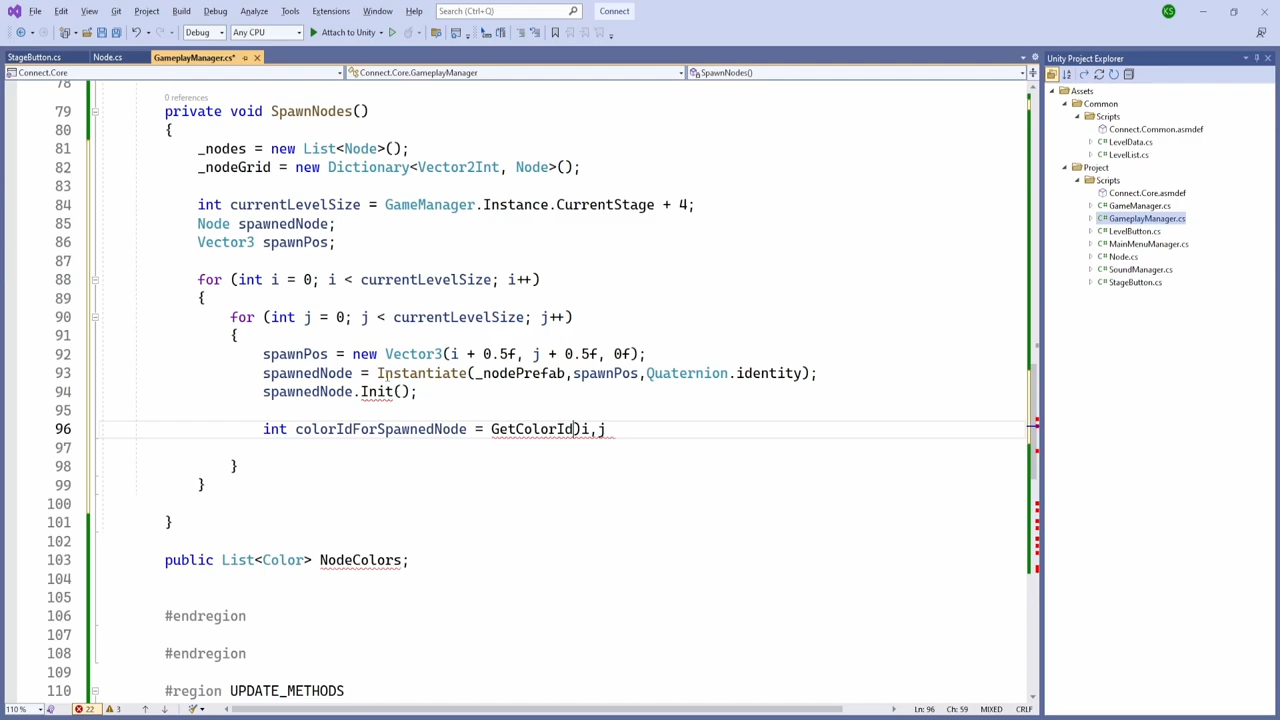 File Edit View Git Project Build Debug Analyze Tools Extensions Window Help Search (Ctrl+Q) Connect KS
Debug Any CPU Attach to Unity
StageButton.cs Node.cs GameplayManager.cs* Unity Project Explorer
Connect.Core Connect.Core.GameplayManager SpawnNodes()
78
0 references
79 private void SpawnNodes()
80 {
81 _nodes = new List<Node>();
82 _nodeGrid = new Dictionary<Vector2Int, Node>();
83
84 int currentLevelSize = GameManager.Instance.CurrentStage + 4;
85 Node spawnedNode;
86 Vector3 spawnPos;
87
88 for (int i = 0; i < currentLevelSize; i++)
89 {
90 for (int j = 0; j < currentLevelSize; j++)
91 {
92 spawnPos = new Vector3(i + 0.5f, j + 0.5f, 0f);
93 spawnedNode = Instantiate(_nodePrefab,spawnPos,Quaternion.identity);
94 spawnedNode.Init();
95
96 int colorIdForSpawnedNode = GetColorId)i,j
97
98 }
99 }
100
101 }
102
103 public List<Color> NodeColors;
104
105
106 #endregion
107
108 #endregion
109
110 #region UPDATE_METHODS
Assets
Common
Scripts
Connect.Common.asmdef
C# LevelData.cs
C# LevelList.cs
Project
Scripts
Connect.Core.asmdef
C# GameManager.cs
C# GameplayManager.cs
C# LevelButton.cs
C# MainMenuManager.cs
C# Node.cs
C# SoundManager.cs
C# StageButton.cs
110 % 22 3 Ln: 96 Ch: 59 MIXED CRLF